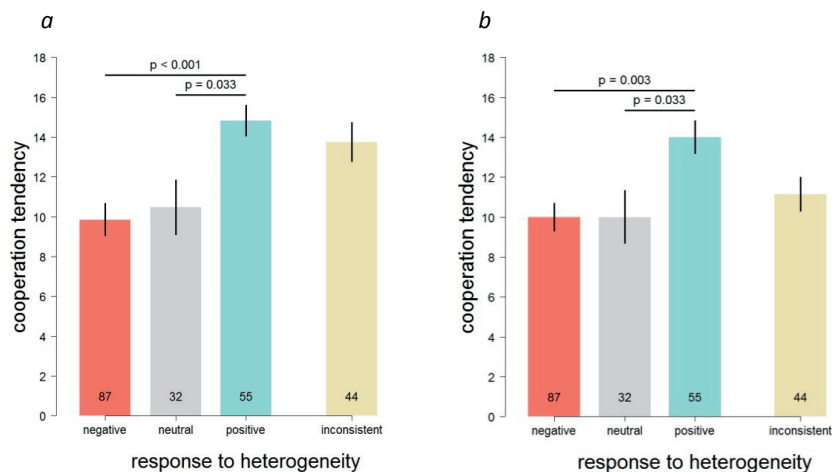 a
18
16
14
12
10
8
6
4
2
0
cooperation tendency
p < 0.001
p = 0.033
87
32
55
44
negative
neutral
positive
inconsistent
response to heterogeneity
b
18
16
14
12
10
8
6
4
2
0
cooperation tendency
p = 0.003
p = 0.033
87
32
55
44
negative
neutral
positive
inconsistent
response to heterogeneity